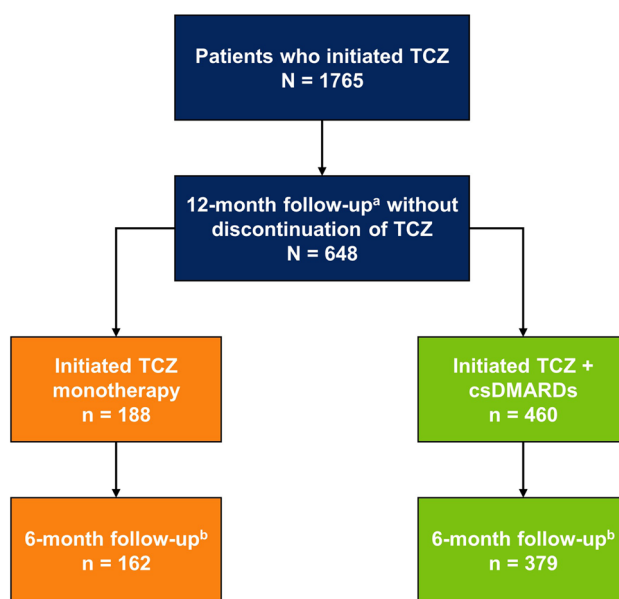 Patients who initiated TCZ
N = 1765
12-month follow-upᵃ without
discontinuation of TCZ
N = 648
Initiated TCZ
monotherapy
n = 188
Initiated TCZ +
csDMARDs
n = 460
6-month follow-upᵇ
n = 162
6-month follow-upᵇ
n = 379